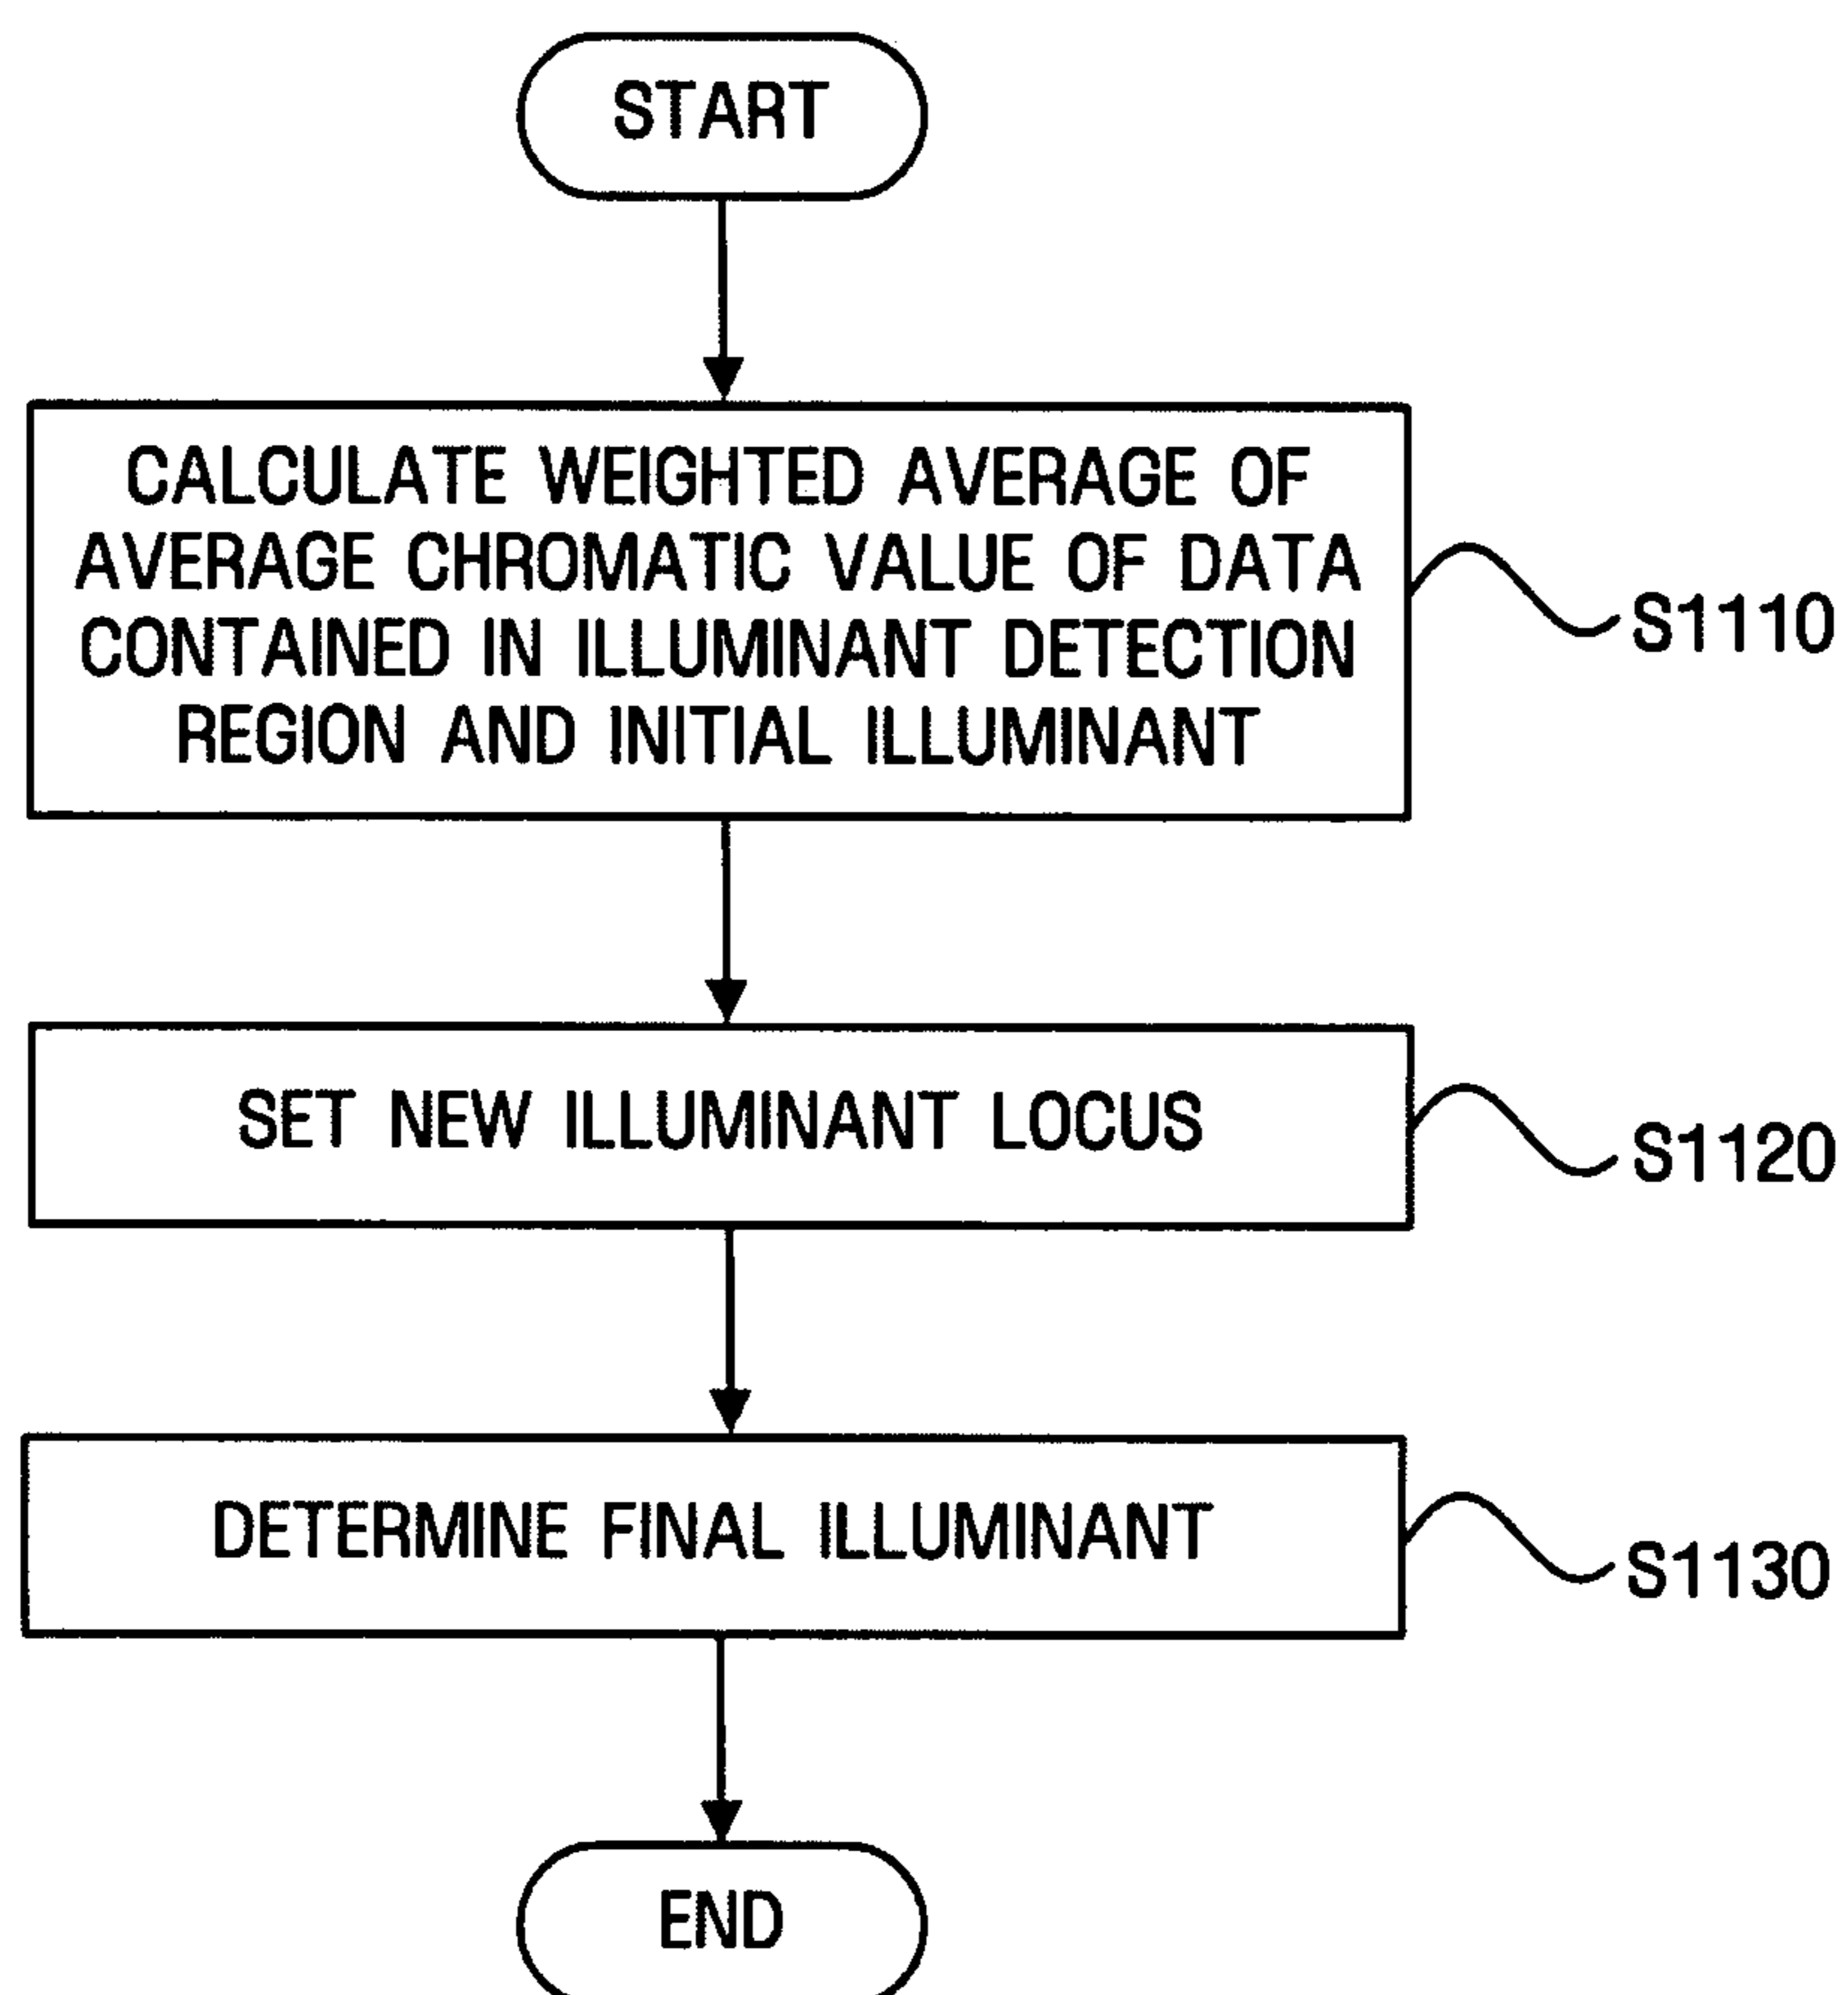 START
CALCULATE WEIGHTED AVERAGE OF
AVERAGE CHROMATIC VALUE OF DATA
CONTAINED IN ILLUMINANT DETECTION
REGION AND INITIAL ILLUMINANT
S1110
SET NEW ILLUMINANT LOCUS
S1120
DETERMINE FINAL ILLUMINANT
S1130
END